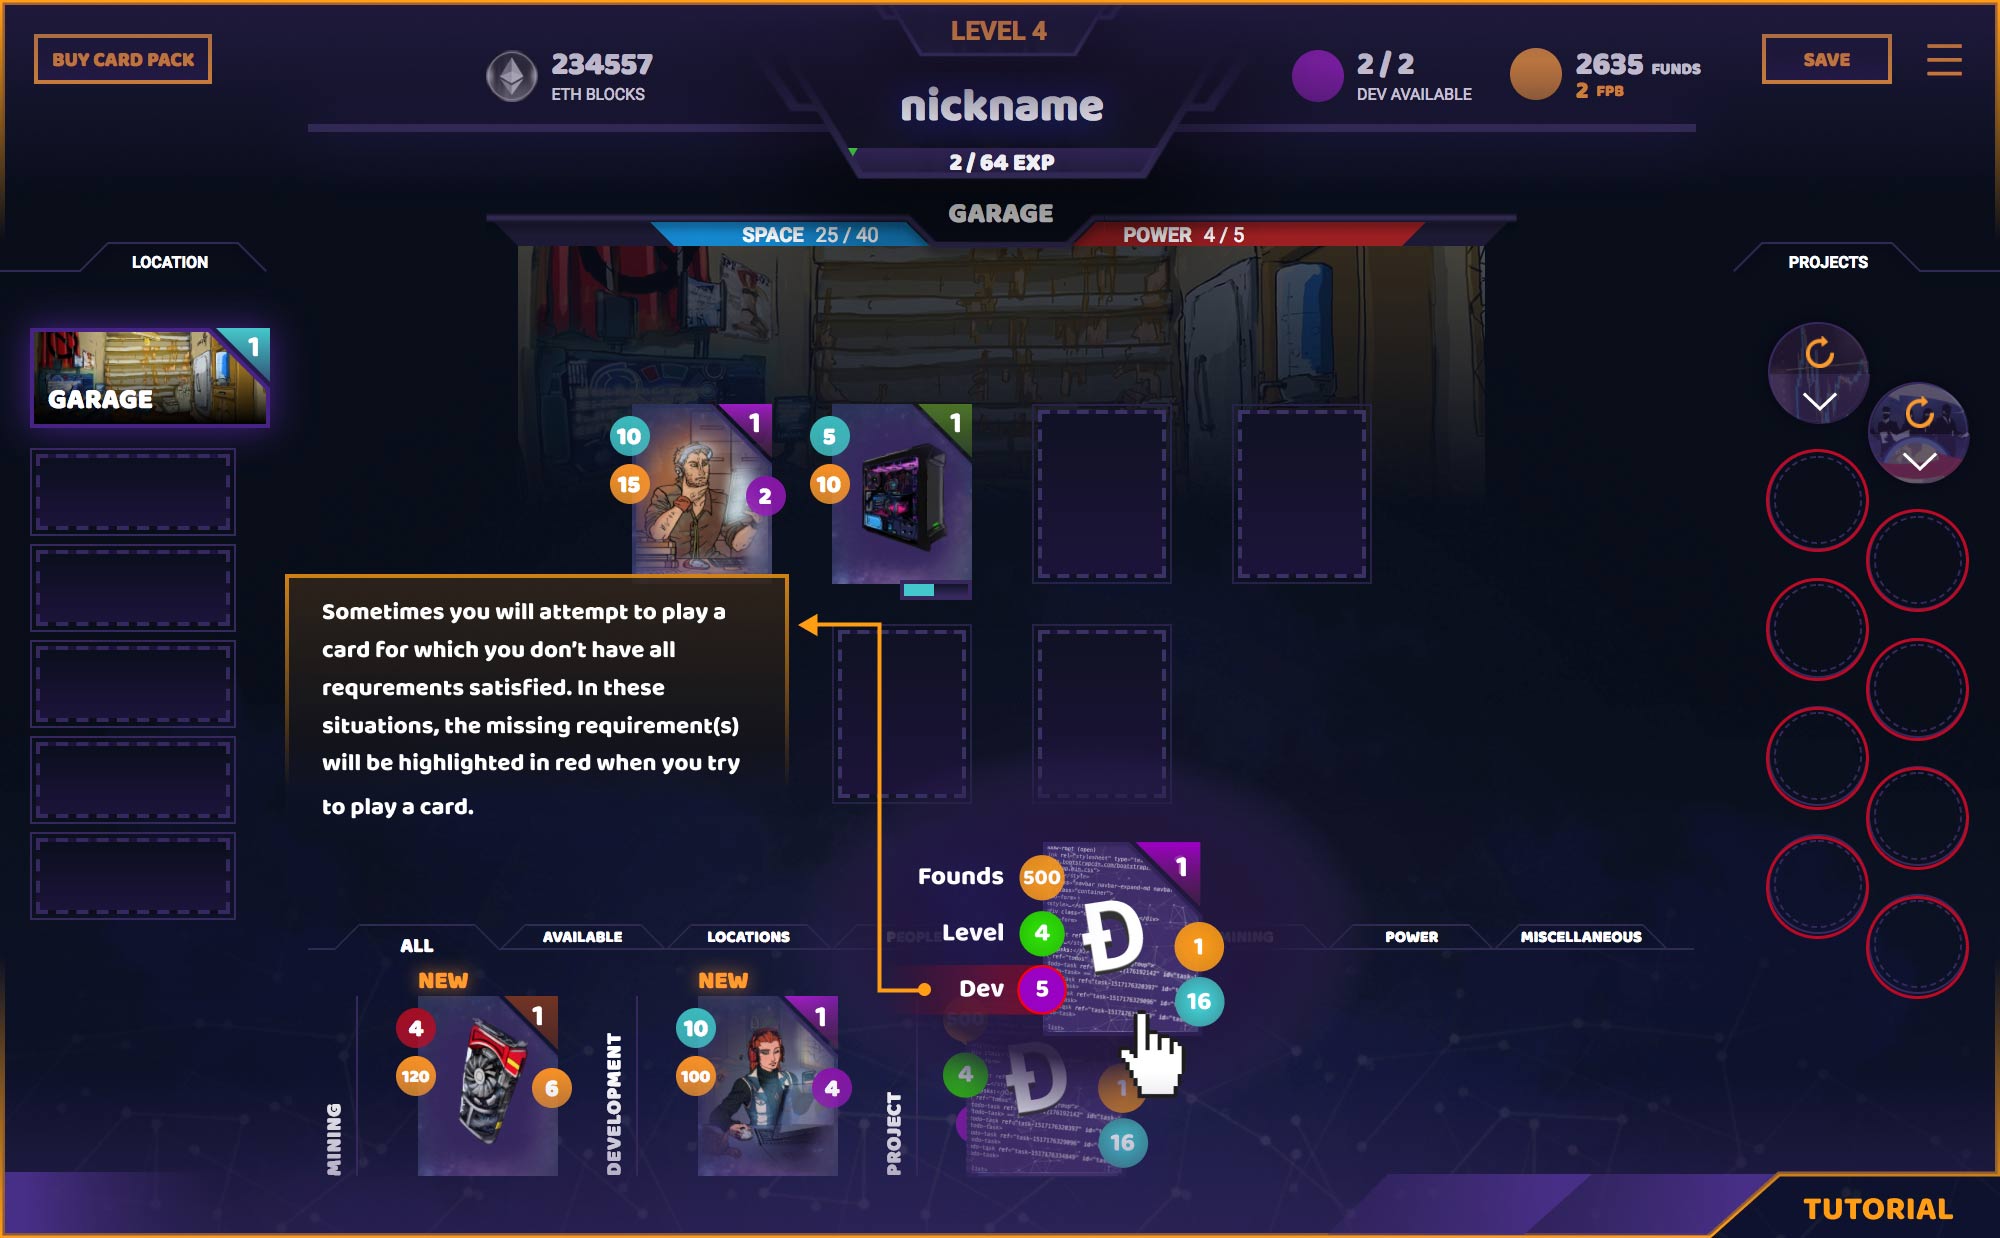 LEVEL 4
BUY CARD PACK
234557
ETH BLOCKS
nickname
2 / 2
DEV AVAILABLE
2635 FUNDS
2 FPB
SAVE
2 / 64 EXP
GARAGE
SPACE 25 / 40
POWER 4 / 5
LOCATION
PROJECTS
GARAGE
1
10
15
1
2
5
10
1
Sometimes you will attempt to play a
card for which you don't have all
requrements satisfied. In these
situations, the missing requirement(s)
will be highlighted in red when you try
to play a card.
Founds 500
Level 4
Dev 5
1
Đ
1
16
ALL
AVAILABLE
LOCATIONS
PEOPLE
MINING
POWER
MISCELLANEOUS
NEW
MINING
4
120
1
6
NEW
DEVELOPMENT
10
100
1
4
PROJECT
500
4
Đ
1
16
TUTORIAL